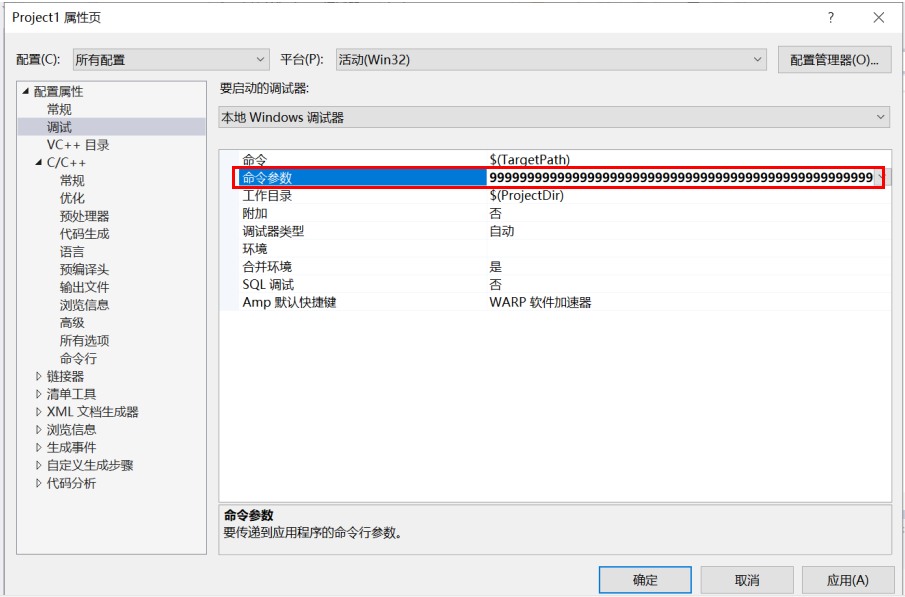 Project1 属性页
配置(C): 所有配置 平台(P): 活动(Win32) 配置管理器(O)...
配置属性
常规
调试
VC++ 目录
C/C++
常规
优化
预处理器
代码生成
语言
预编译头
输出文件
浏览信息
高级
所有选项
命令行
链接器
清单工具
XML 文档生成器
浏览信息
生成事件
自定义生成步骤
代码分析
要启动的调试器:
本地 Windows 调试器
命令 $(TargetPath)
命令参数 999999999999999999999999999999999999999999999999999
工作目录 $(ProjectDir)
附加 否
调试器类型 自动
环境
合并环境 是
SQL 调试 否
Amp 默认快捷键 WARP 软件加速器
命令参数
要传递到应用程序的命令行参数。
确定 取消 应用(A)